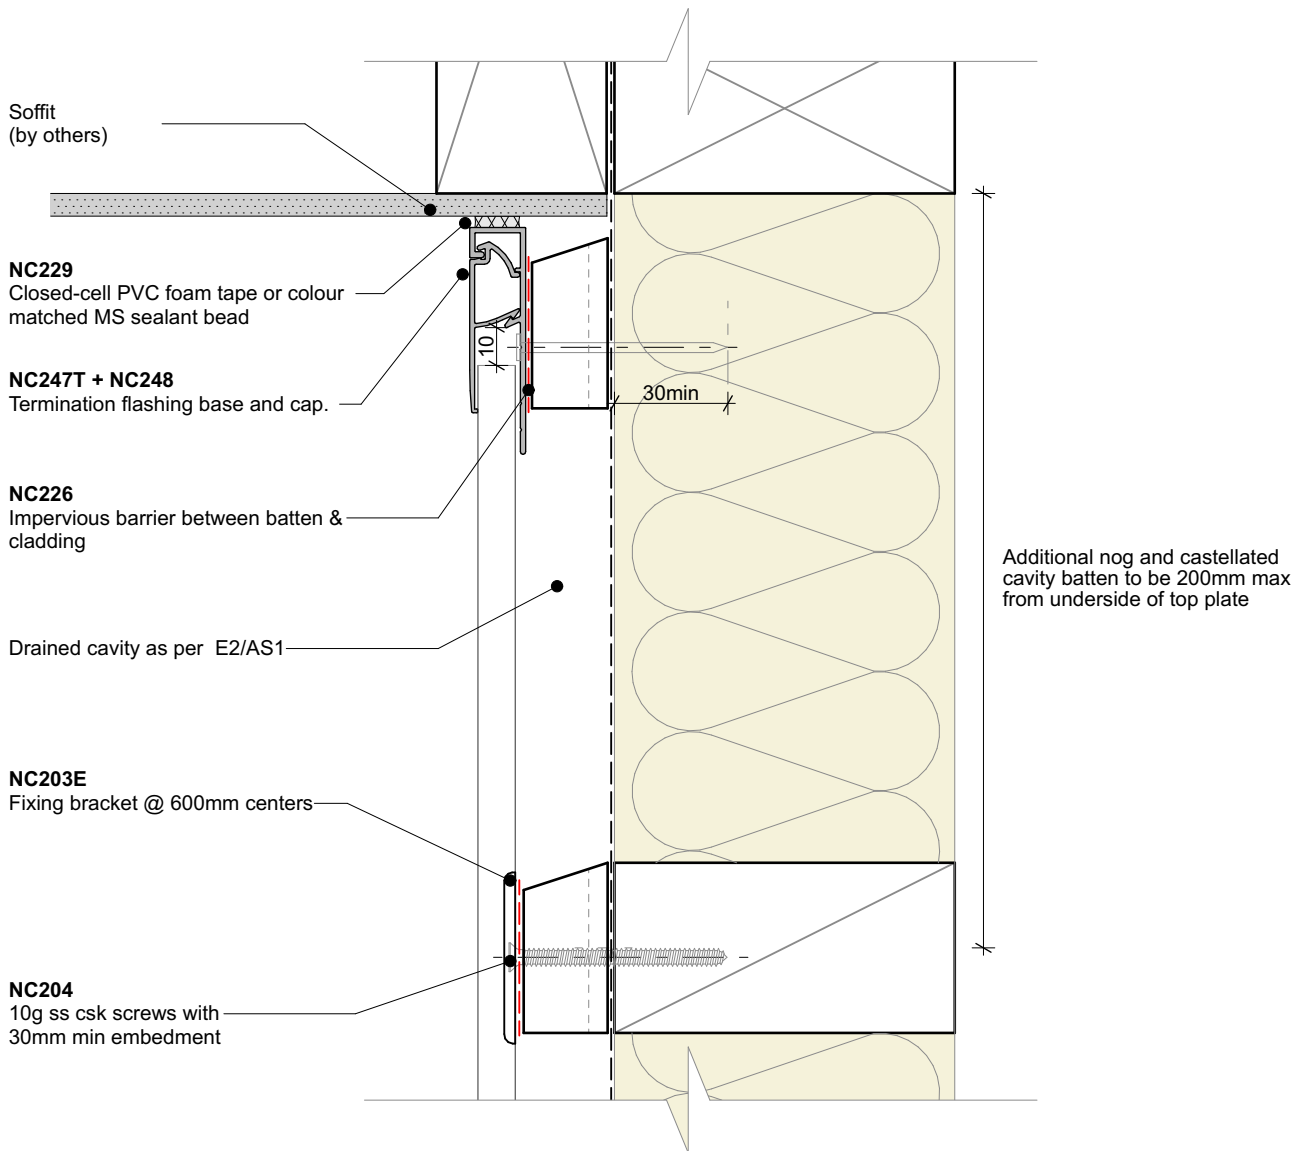 Soffit
(by others)
NC229
Closed-cell PVC foam tape or colour
matched MS sealant bead
10
NC247T + NC248
Termination flashing base and cap.
30min
NC226
Impervious barrier between batten &
cladding
Additional nog and castellated
cavity batten to be 200mm max
from underside of top plate
Drained cavity as per E2/AS1
NC203E
Fixing bracket @ 600mm centers
NC204
10g ss csk screws with
30mm min embedment